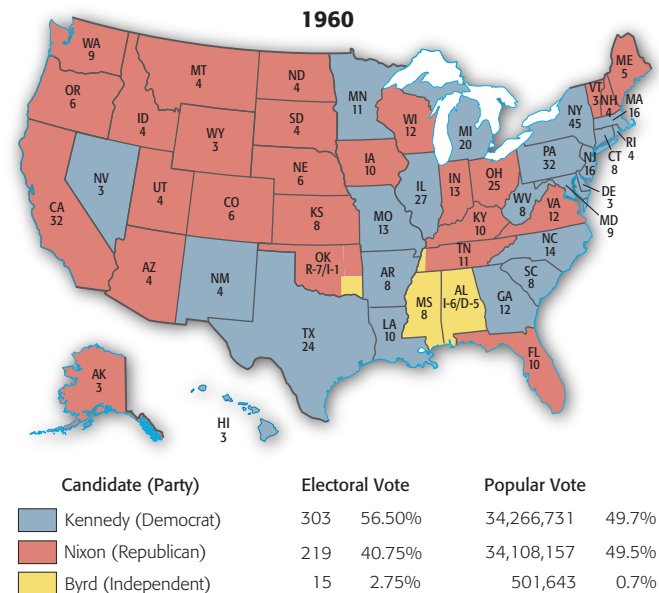 1960
WA
9
OR
6
CA
32
NV
3
ID
4
MT
4
WY
3
UT
4
AZ
4
CO
6
NM
4
ND
4
SD
4
NE
6
KS
8
OK
R-7/I-1
TX
24
MN
11
IA
10
MO
13
AR
8
LA
10
WI
12
IL
27
MI
20
IN
13
OH
25
KY
10
TN
11
MS
8
AL
I-6/D-5
GA
12
FL
10
SC
8
NC
14
VA
12
WV
8
PA
32
NY
45
VT
3
NH
4
ME
5
MA
16
RI
4
CT
8
NJ
16
DE
3
MD
9
AK
3
HI
3
Candidate (Party) Electoral Vote Popular Vote
Kennedy (Democrat) 303 56.50% 34,266,731 49.7%
Nixon (Republican) 219 40.75% 34,108,157 49.5%
Byrd (Independent) 15 2.75% 501,643 0.7%